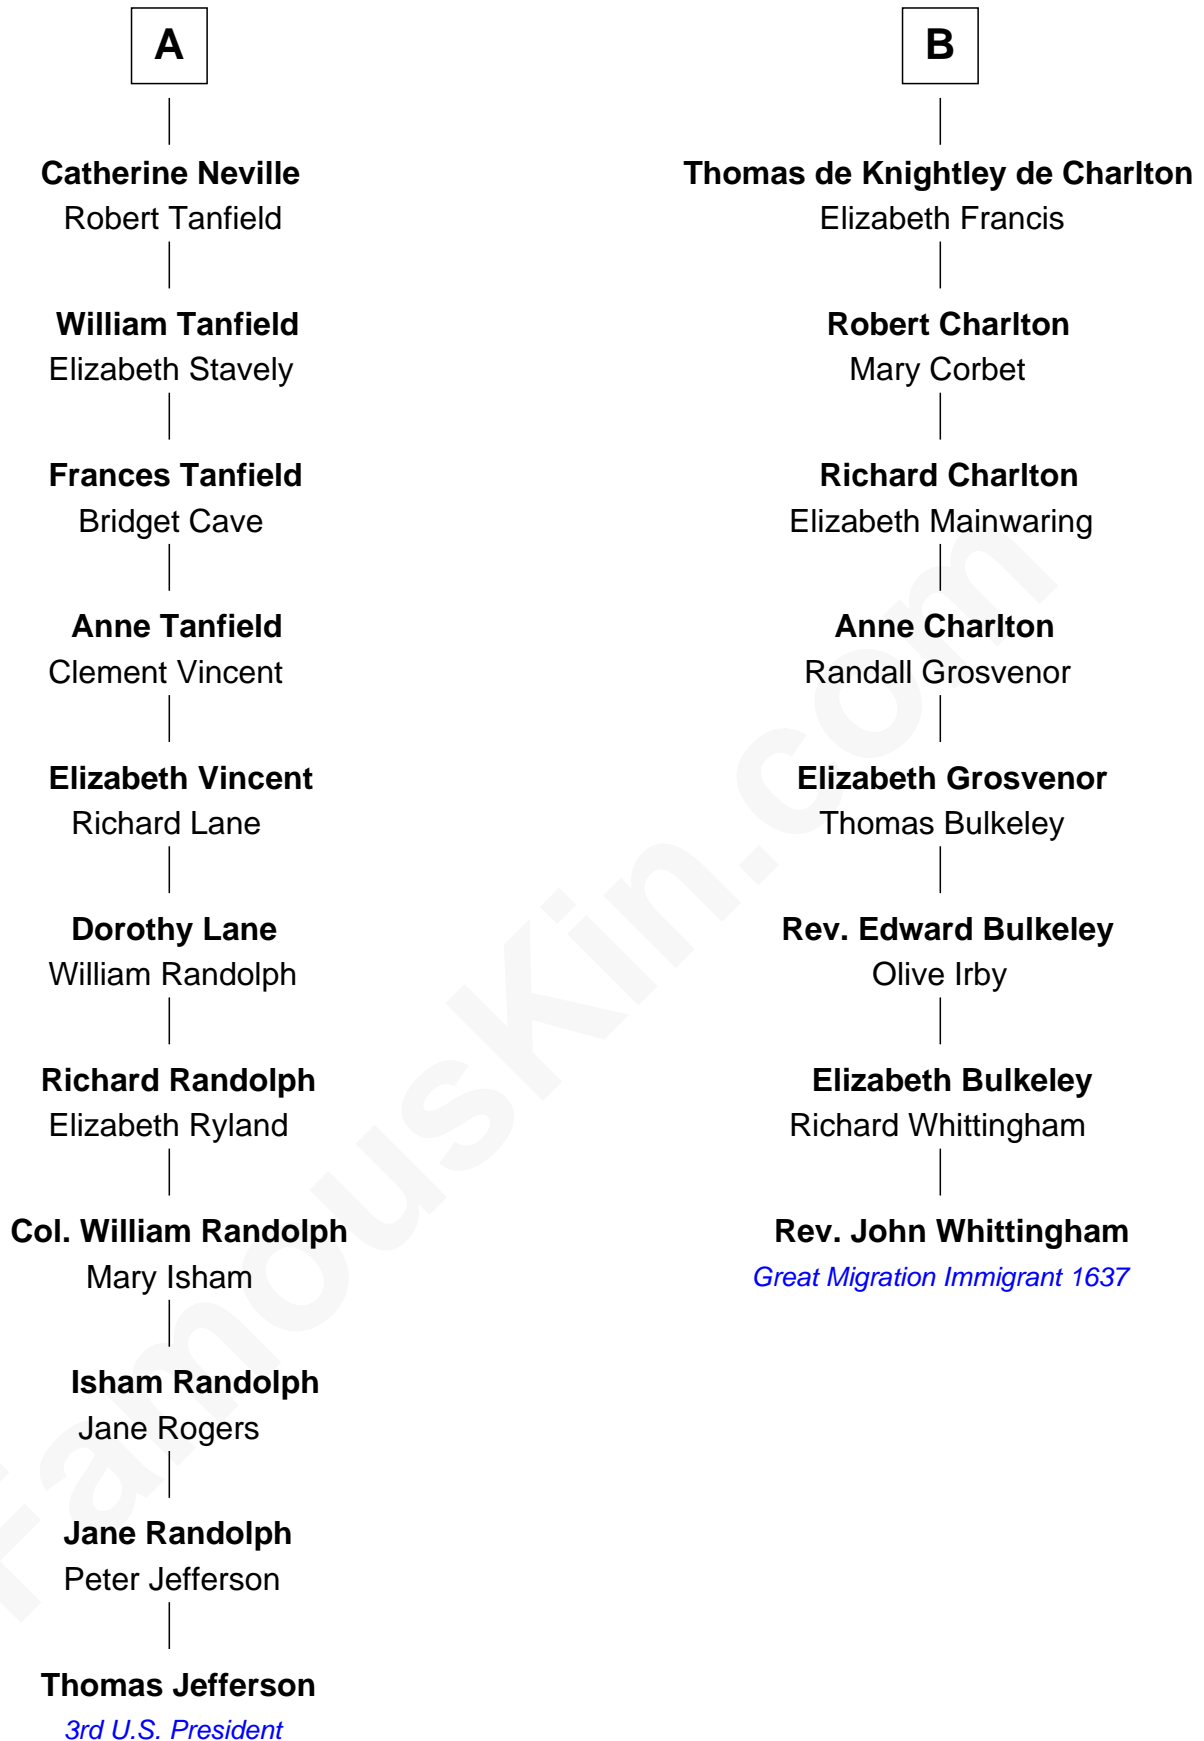 A
Catherine Neville
Robert Tanfield
William Tanfield
Elizabeth Stavely
Frances Tanfield
Bridget Cave
Anne Tanfield
Clement Vincent
Elizabeth Vincent
Richard Lane
Dorothy Lane
William Randolph
Richard Randolph
Elizabeth Ryland
Col. William Randolph
Mary Isham
Isham Randolph
Jane Rogers
Jane Randolph
Peter Jefferson
Thomas Jefferson
3rd U.S. President
B
Thomas de Knightley de Charlton
Elizabeth Francis
Robert Charlton
Mary Corbet
Richard Charlton
Elizabeth Mainwaring
Anne Charlton
Randall Grosvenor
Elizabeth Grosvenor
Thomas Bulkeley
Rev. Edward Bulkeley
Olive Irby
Elizabeth Bulkeley
Richard Whittingham
Rev. John Whittingham
Great Migration Immigrant 1637
FamousKin.com